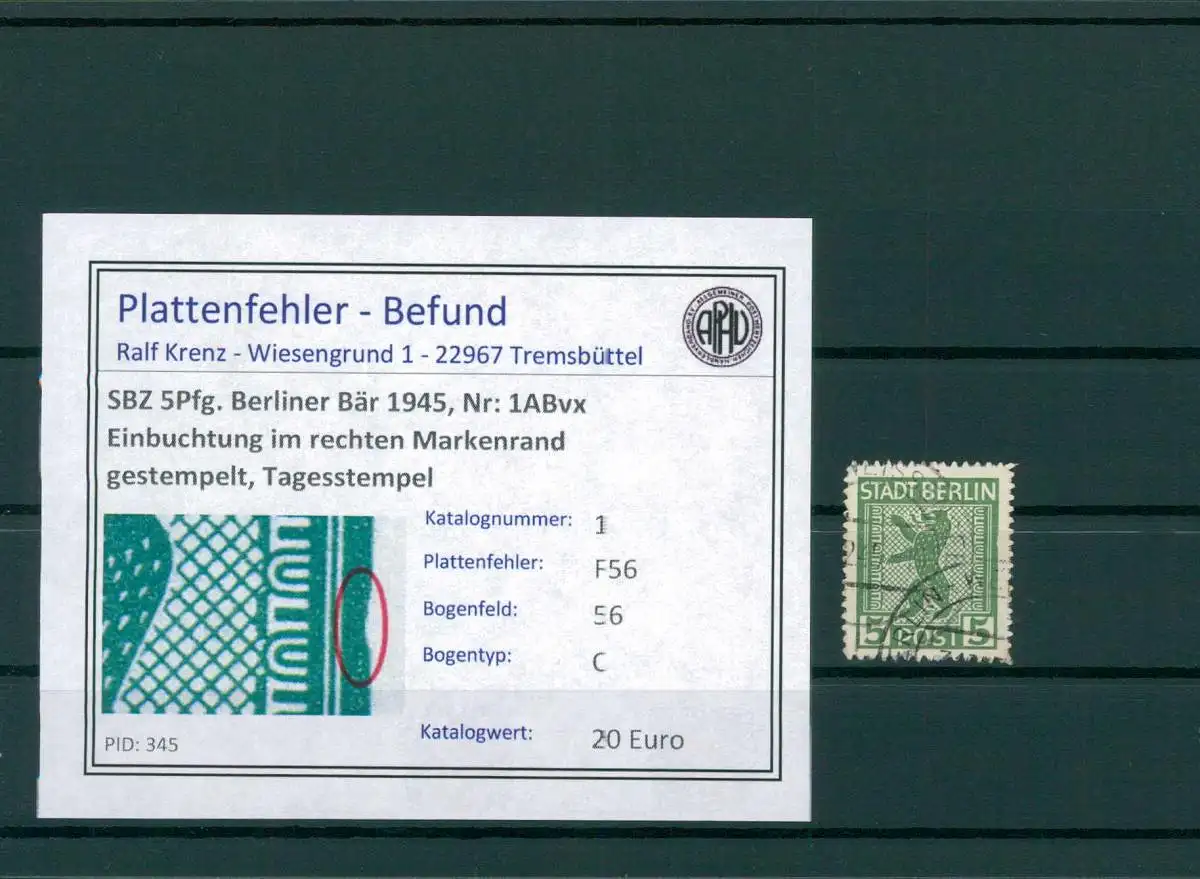 Plattenfehler - Befund
Ralf Krenz - Wiesengrund 1 - 22967 Tremsbüttel
SBZ 5Pfg. Berliner Bär 1945, Nr: 1ABvx
Einbuchtung im rechten Markenrand
gestempelt, Tagesstempel
Katalognummer: 1
Plattenfehler: F56
Bogenfeld: 56
Bogentyp: C
Katalogwert: 20 Euro
PID: 345
APHV
STADT BERLIN
5 POST 5